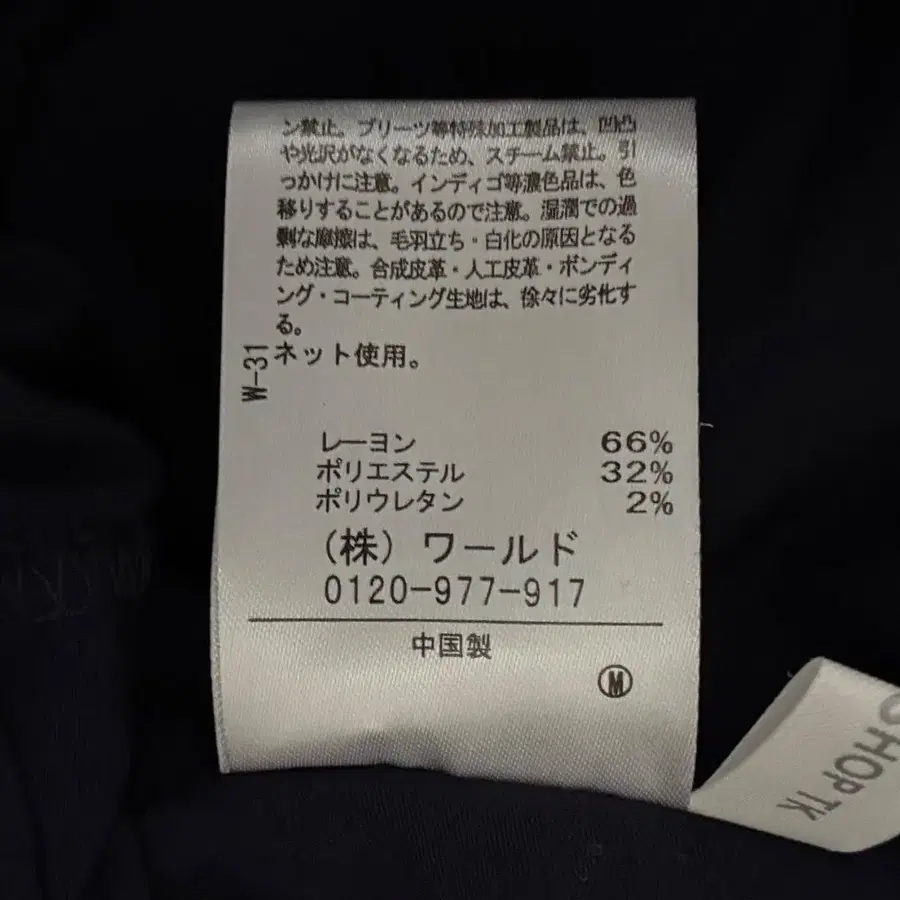 ン禁止。プリーツ等特殊加工製品は、凹凸
や光沢がなくなるため、スチーム禁止。引
っかけに注意。インディゴ等濃色品は、色
移りすることがあるので注意。湿潤での過
剰な摩擦は、毛羽立ち・白化の原因となる
ため注意。合成皮革・人工皮革・ボンディ
ング・コーティング生地は、徐々に劣化す
る。
ネット使用。
W-31
レーヨン 66%
ポリエステル 32%
ポリウレタン 2%
(株) ワールド
0120-977-917
中国製
M
SHOP TK